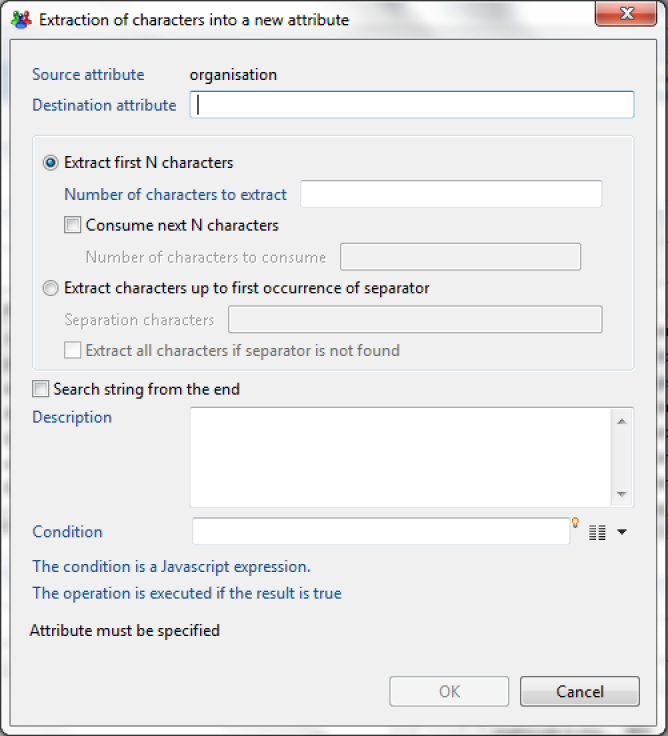 Extraction of characters into a new attribute
Source attribute organisation
Destination attribute
Extract first N characters
Number of characters to extract
Consume next N characters
Number of characters to consume
Extract characters up to first occurrence of separator
Separation characters
Extract all characters if separator is not found
Search string from the end
Description
Condition
The condition is a Javascript expression.
The operation is executed if the result is true
Attribute must be specified
OK Cancel